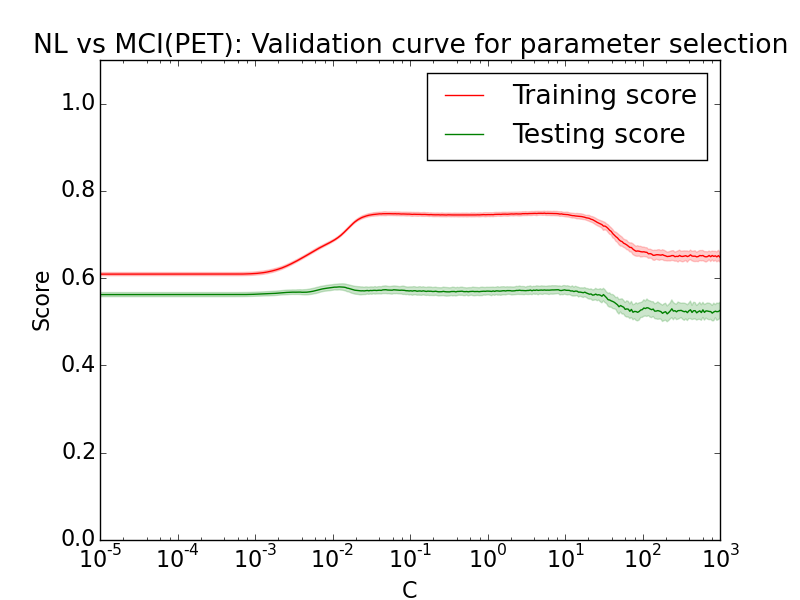 NL vs MCI(PET): Validation curve for parameter selection
Training score
Testing score
1.0
0.8
0.6
0.4
0.2
0.0
Score
10^-5 10^-4 10^-3 10^-2 10^-1 10^0 10^1 10^2 10^3
C